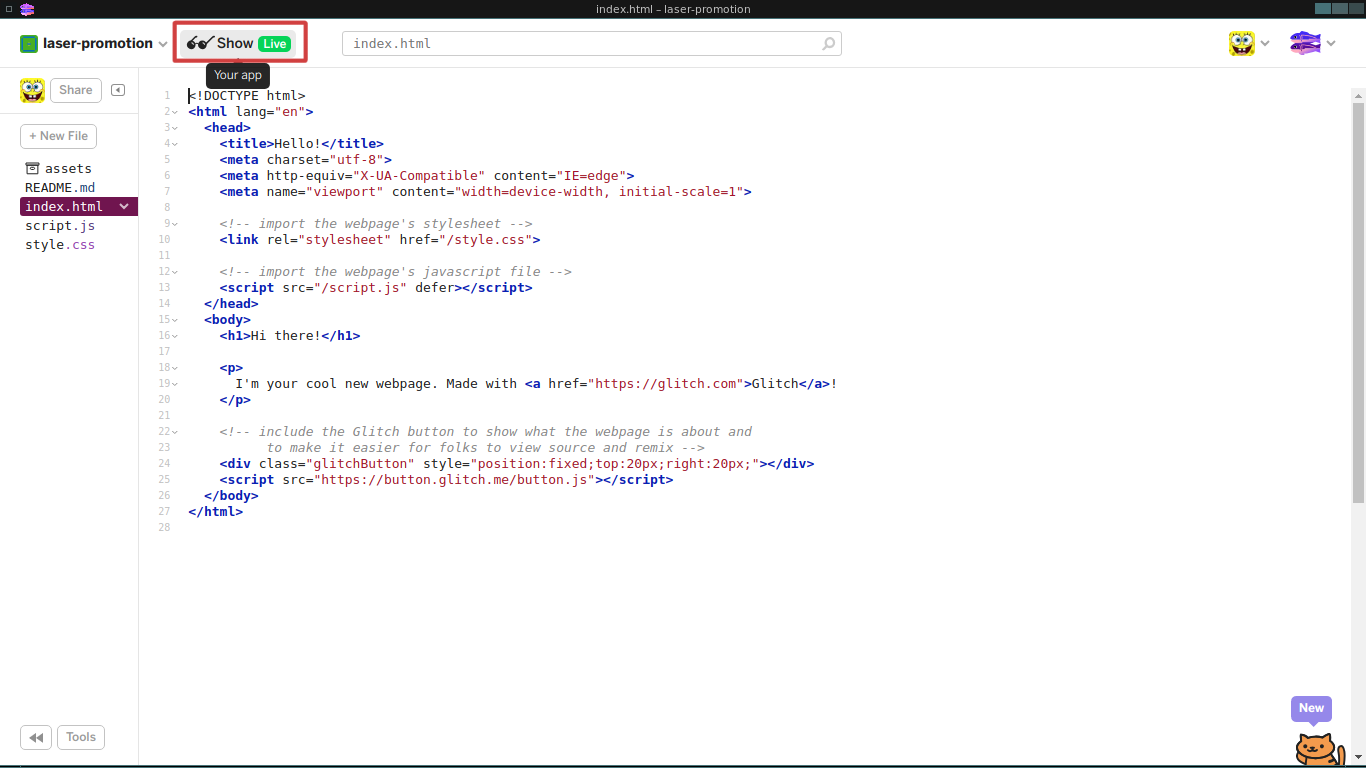 index.html – laser-promotion
laser-promotion
Show Live
index.html
Your app
Share
+ New File
assets
README.md
index.html
script.js
style.css
1 <!DOCTYPE html>
2 <html lang="en">
3   <head>
4     <title>Hello!</title>
5     <meta charset="utf-8">
6     <meta http-equiv="X-UA-Compatible" content="IE=edge">
7     <meta name="viewport" content="width=device-width, initial-scale=1">
8
9     <!-- import the webpage's stylesheet -->
10     <link rel="stylesheet" href="/style.css">
11
12     <!-- import the webpage's javascript file -->
13     <script src="/script.js" defer></script>
14   </head>
15   <body>
16     <h1>Hi there!</h1>
17
18     <p>
19       I'm your cool new webpage. Made with <a href="https://glitch.com">Glitch</a>!
20     </p>
21
22     <!-- include the Glitch button to show what the webpage is about and
23           to make it easier for folks to view source and remix -->
24     <div class="glitchButton" style="position:fixed;top:20px;right:20px;"></div>
25     <script src="https://button.glitch.me/button.js"></script>
26   </body>
27 </html>
28
Tools
New